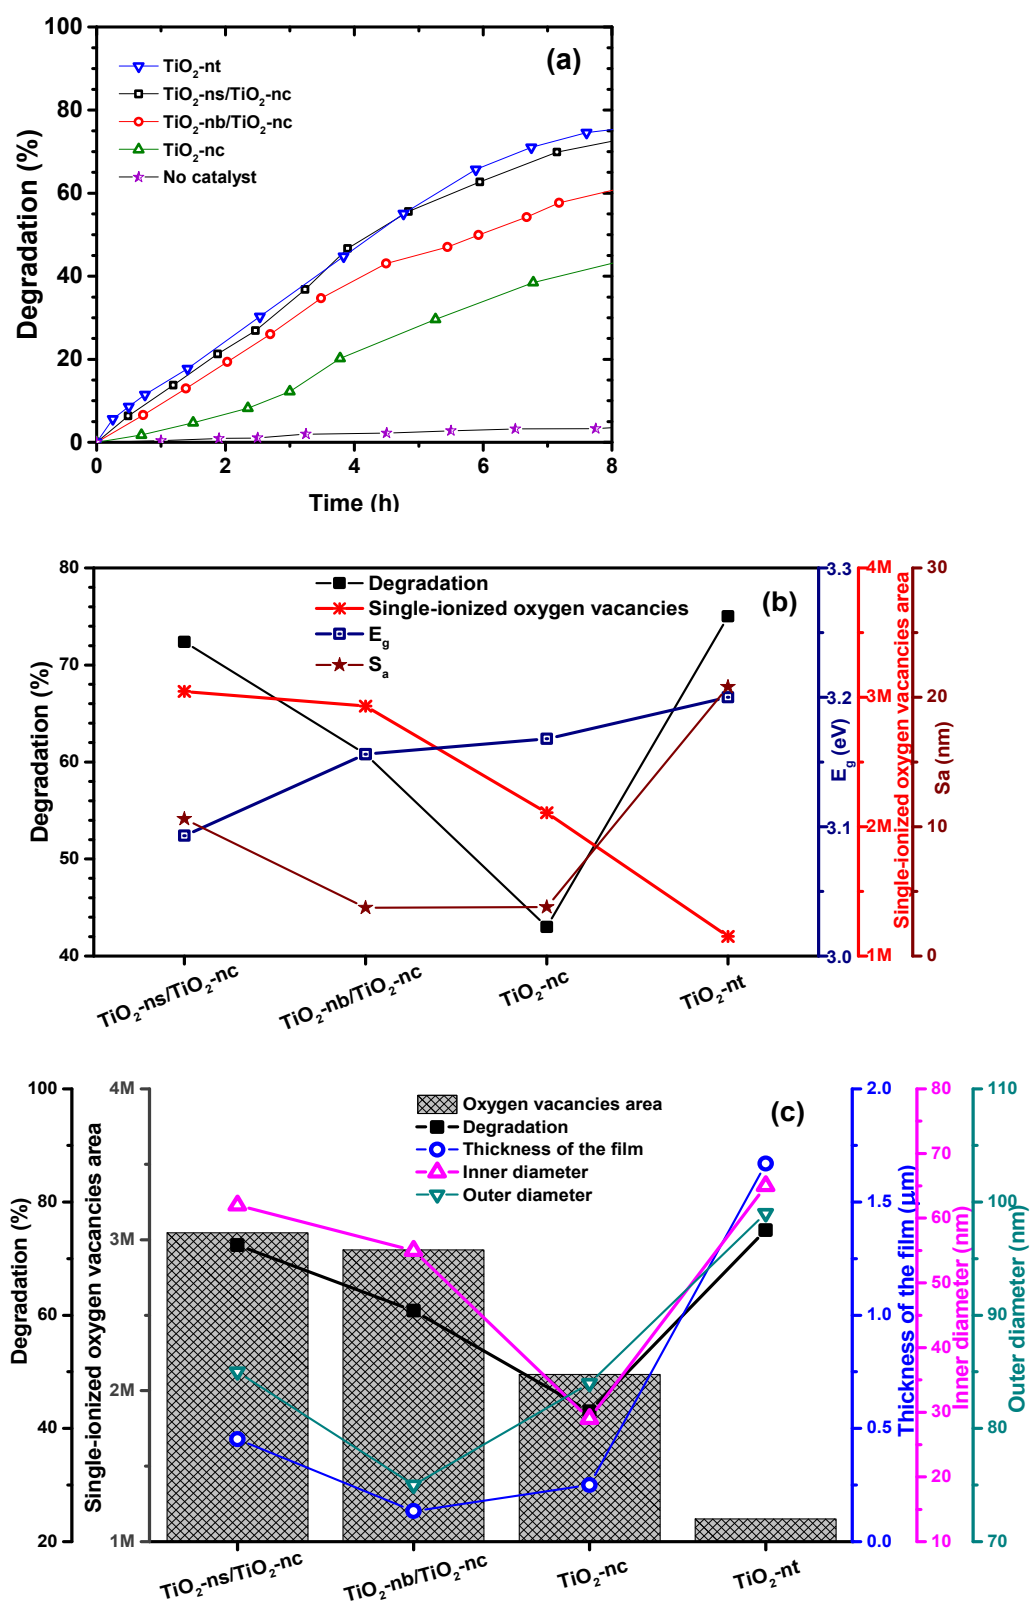 100
80
60
40
20
0
Degradation (%)
(a)
TiO2-nt
TiO2-ns/TiO2-nc
TiO2-nb/TiO2-nc
TiO2-nc
No catalyst
0 2 4 6 8
Time (h)
80
70
60
50
40
Degradation (%)
Degradation
Single-ionized oxygen vacancies
Eg
Sa
(b)
3.3
3.2
3.1
3.0
Eg (eV)
4M
3M
2M
1M
Single-ionized oxygen vacancies area
30
20
10
0
Sa (nm)
TiO2-ns/TiO2-nc TiO2-nb/TiO2-nc TiO2-nc TiO2-nt
100
80
60
40
20
Degradation (%)
4M
3M
2M
1M
Single-ionized oxygen vacancies area
Oxygen vacancies area
Degradation
Thickness of the film
Inner diameter
Outer diameter
(c)
2.0
1.5
1.0
0.5
0.0
Thickness of the film (μm)
80
70
60
50
40
30
20
10
Inner diameter (nm)
110
100
90
80
70
Outer diameter (nm)
TiO2-ns/TiO2-nc TiO2-nb/TiO2-nc TiO2-nc TiO2-nt